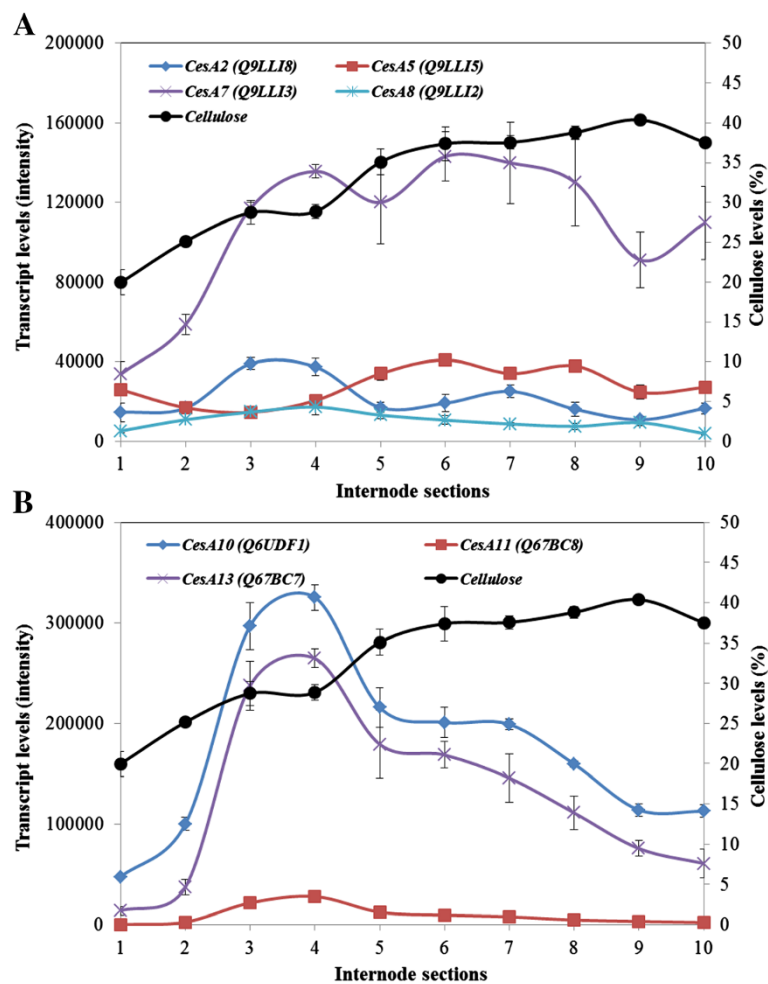 A
CesA2 (Q9LLI8)
CesA5 (Q9LLI5)
CesA7 (Q9LLI3)
CesA8 (Q9LLI2)
Cellulose
Transcript levels (intensity)
200000
160000
120000
80000
40000
0
Cellulose levels (%)
50
45
40
35
30
25
20
15
10
5
0
1 2 3 4 5 6 7 8 9 10
Internode sections
B
CesA10 (Q6UDF1)
CesA11 (Q67BC8)
CesA13 (Q67BC7)
Cellulose
Transcript levels (intensity)
400000
300000
200000
100000
0
Cellulose levels (%)
50
45
40
35
30
25
20
15
10
5
0
1 2 3 4 5 6 7 8 9 10
Internode sections